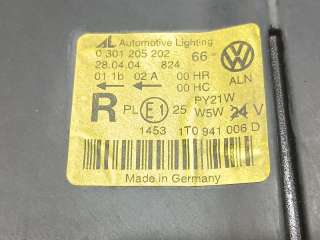 AL Automotive Lighting
0 301 205 202 66
28.04.04 824 ALN
01 1b 02 A 00 HR
00 HC
R PL E1 25 PY21W
W5W 24 V
1453 1T0 941 006 D
Made in Germany